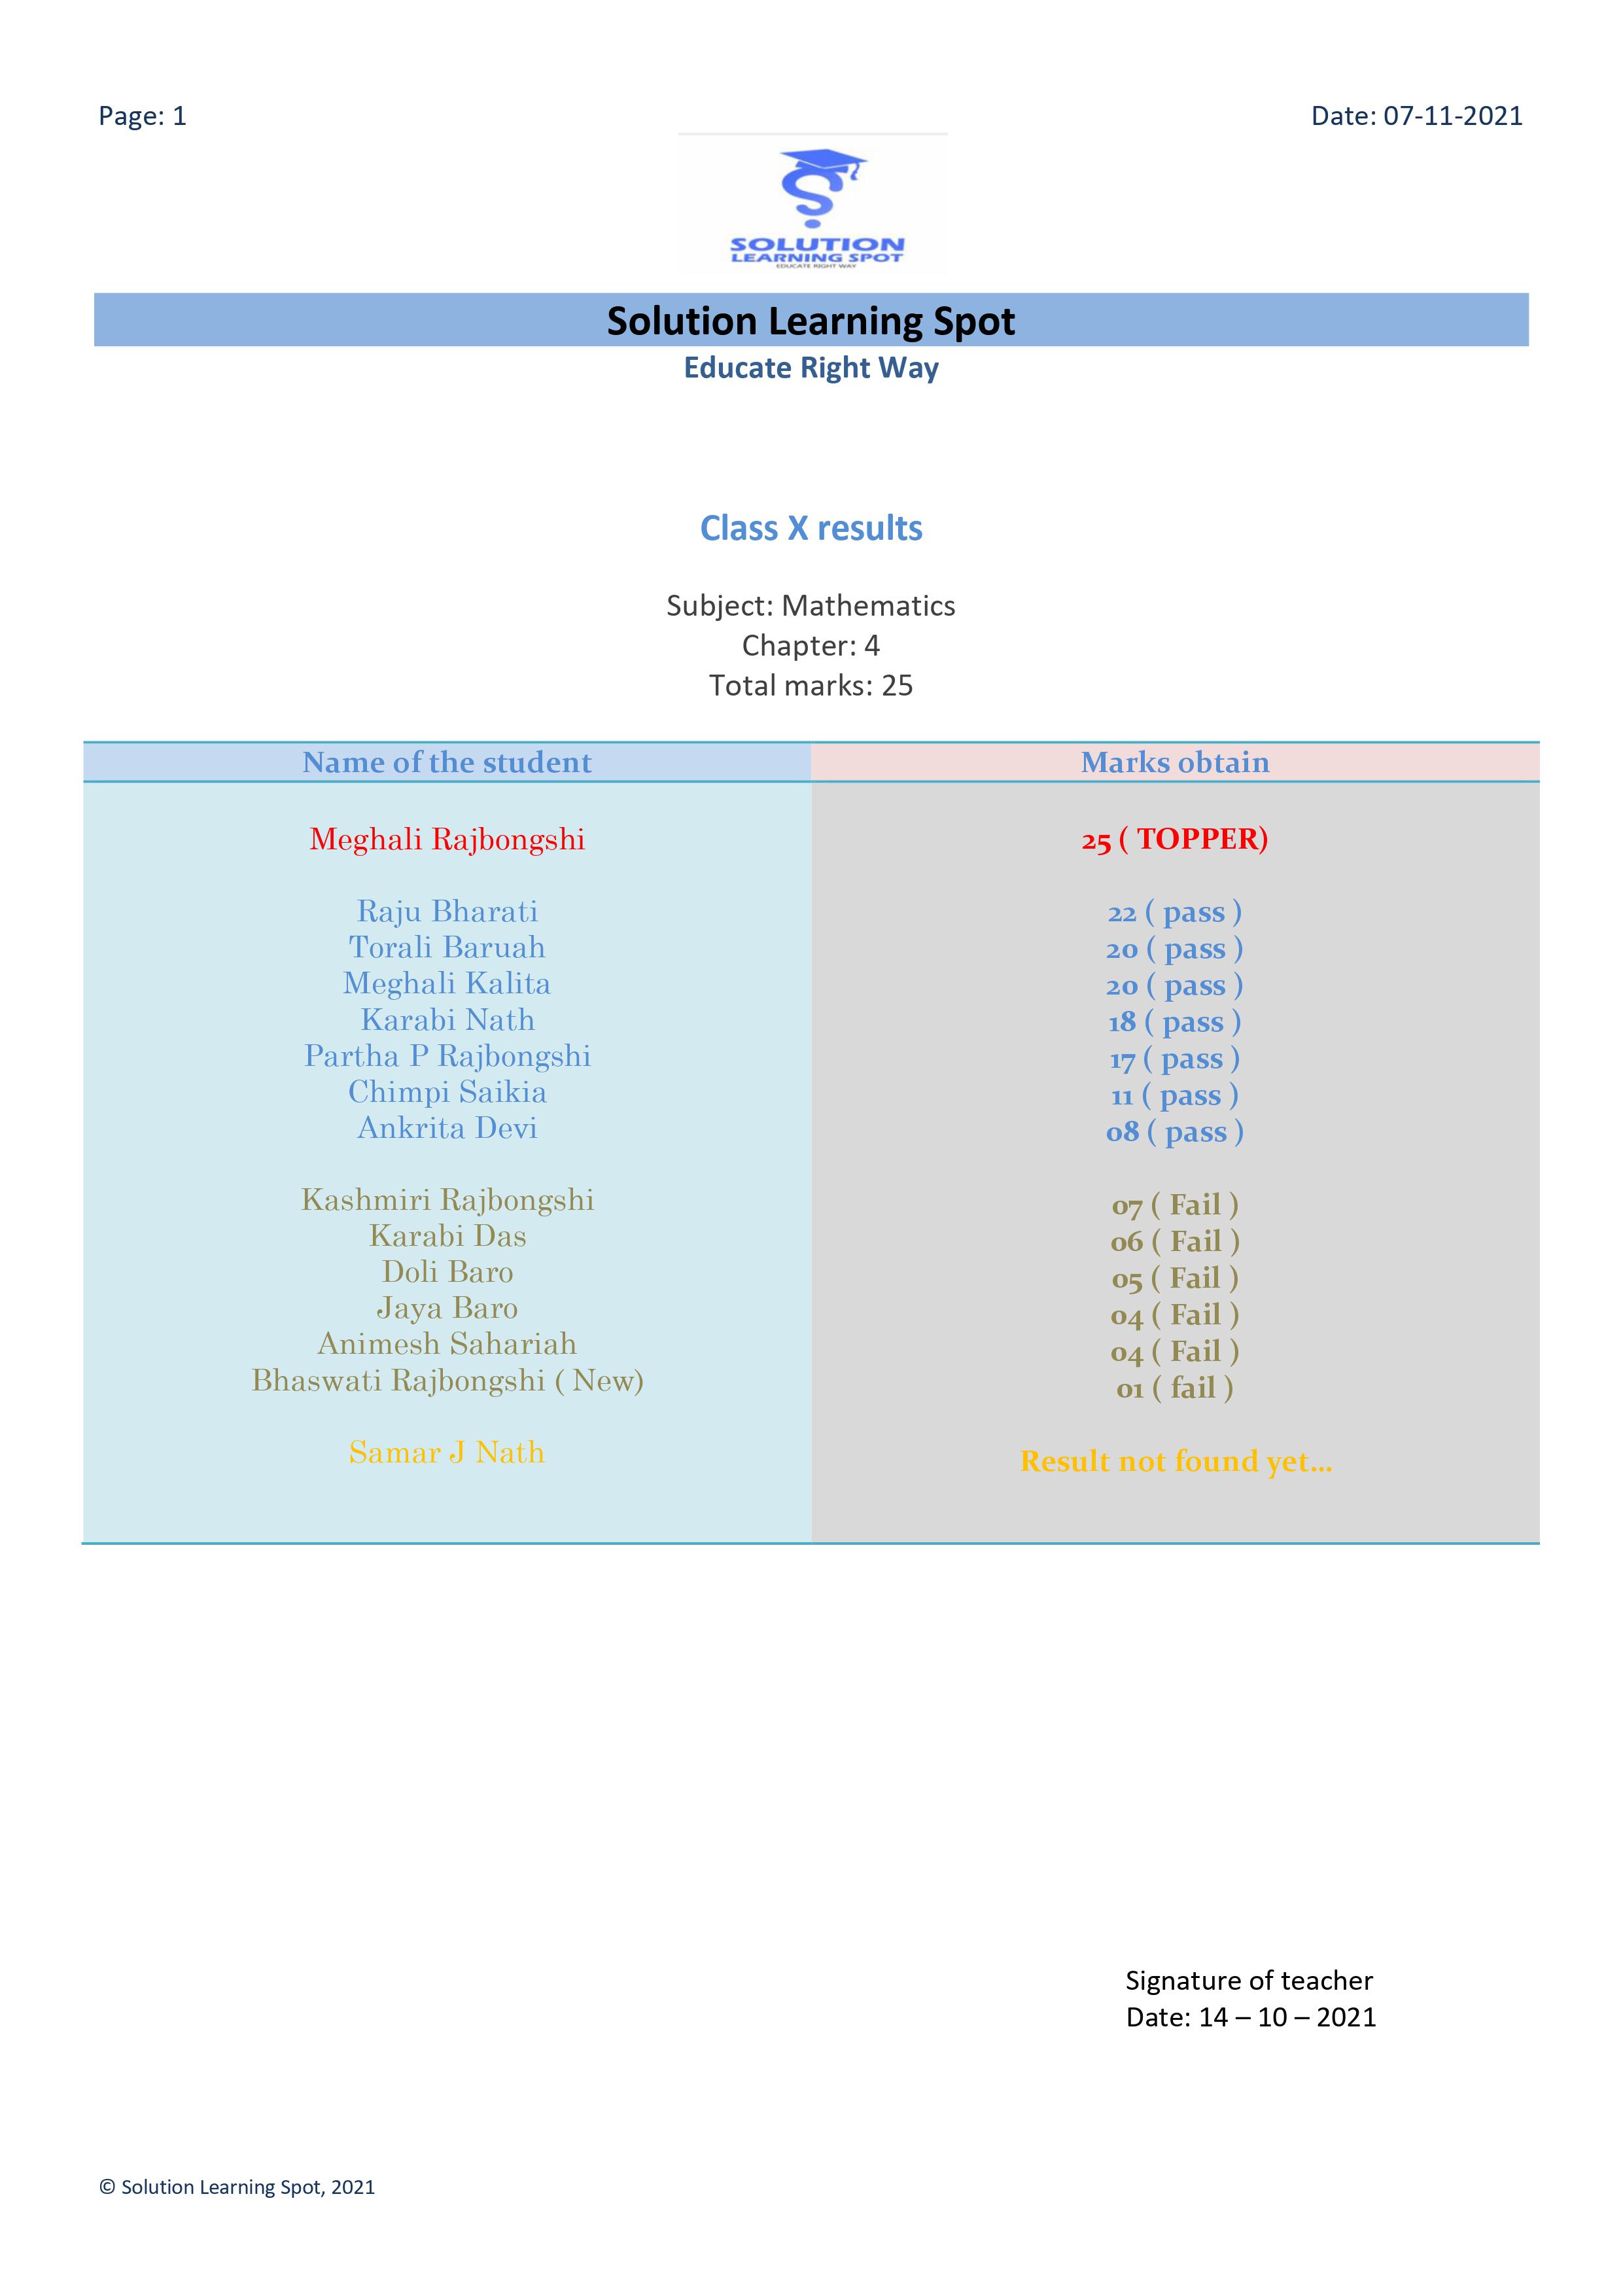 Page: 1
Date: 07-11-2021
SOLUTION
LEARNING SPOT
EDUCATE RIGHT WAY
Solution Learning Spot
Educate Right Way
Class X results
Subject: Mathematics
Chapter: 4
Total marks: 25
Name of the student Marks obtain
Meghali Rajbongshi 25 ( TOPPER)
Raju Bharati 22 ( pass )
Torali Baruah 20 ( pass )
Meghali Kalita 20 ( pass )
Karabi Nath 18 ( pass )
Partha P Rajbongshi 17 ( pass )
Chimpi Saikia 11 ( pass )
Ankrita Devi 08 ( pass )
Kashmiri Rajbongshi 07 ( Fail )
Karabi Das 06 ( Fail )
Doli Baro 05 ( Fail )
Jaya Baro 04 ( Fail )
Animesh Sahariah 04 ( Fail )
Bhaswati Rajbongshi ( New) 01 ( fail )
Samar J Nath Result not found yet...
Signature of teacher
Date: 14 – 10 – 2021
© Solution Learning Spot, 2021